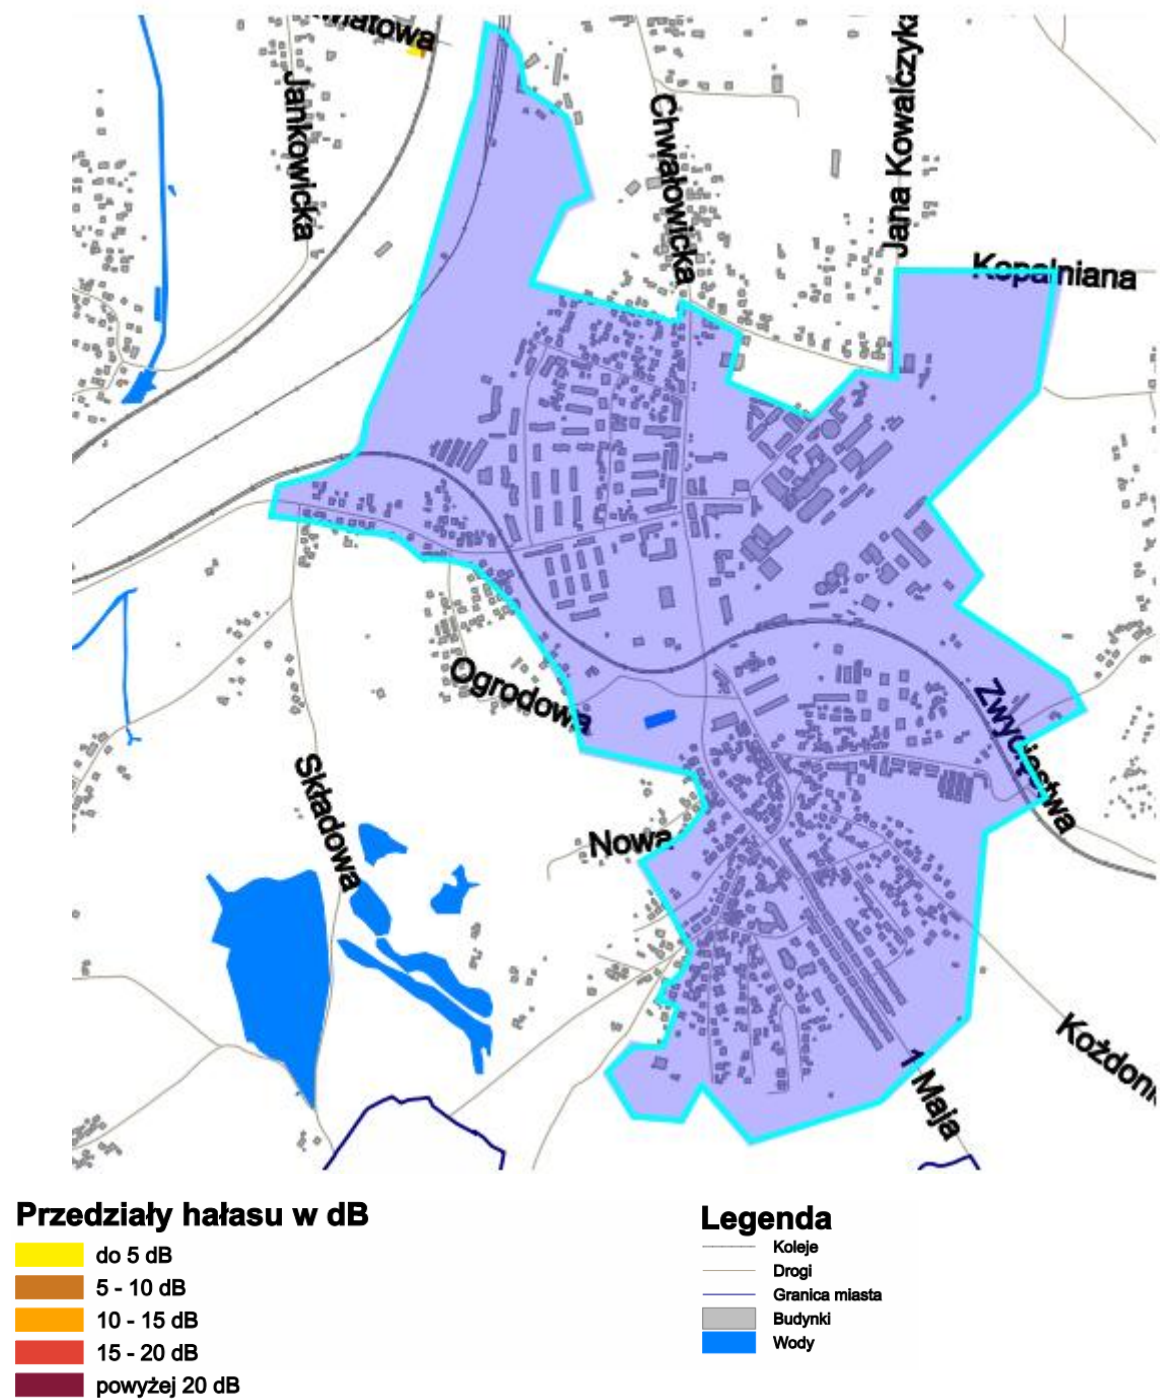 Jankowicka
Chwałowicka
Jana Kowalczyka
Kopalniana
Ogrodowa
Zwycięstwa
Składowa
Nowa
1 Maja
Przedziały hałasu w dB
do 5 dB
5 - 10 dB
10 - 15 dB
15 - 20 dB
powyżej 20 dB
Legenda
Koleje
Drogi
Granica miasta
Budynki
Wody